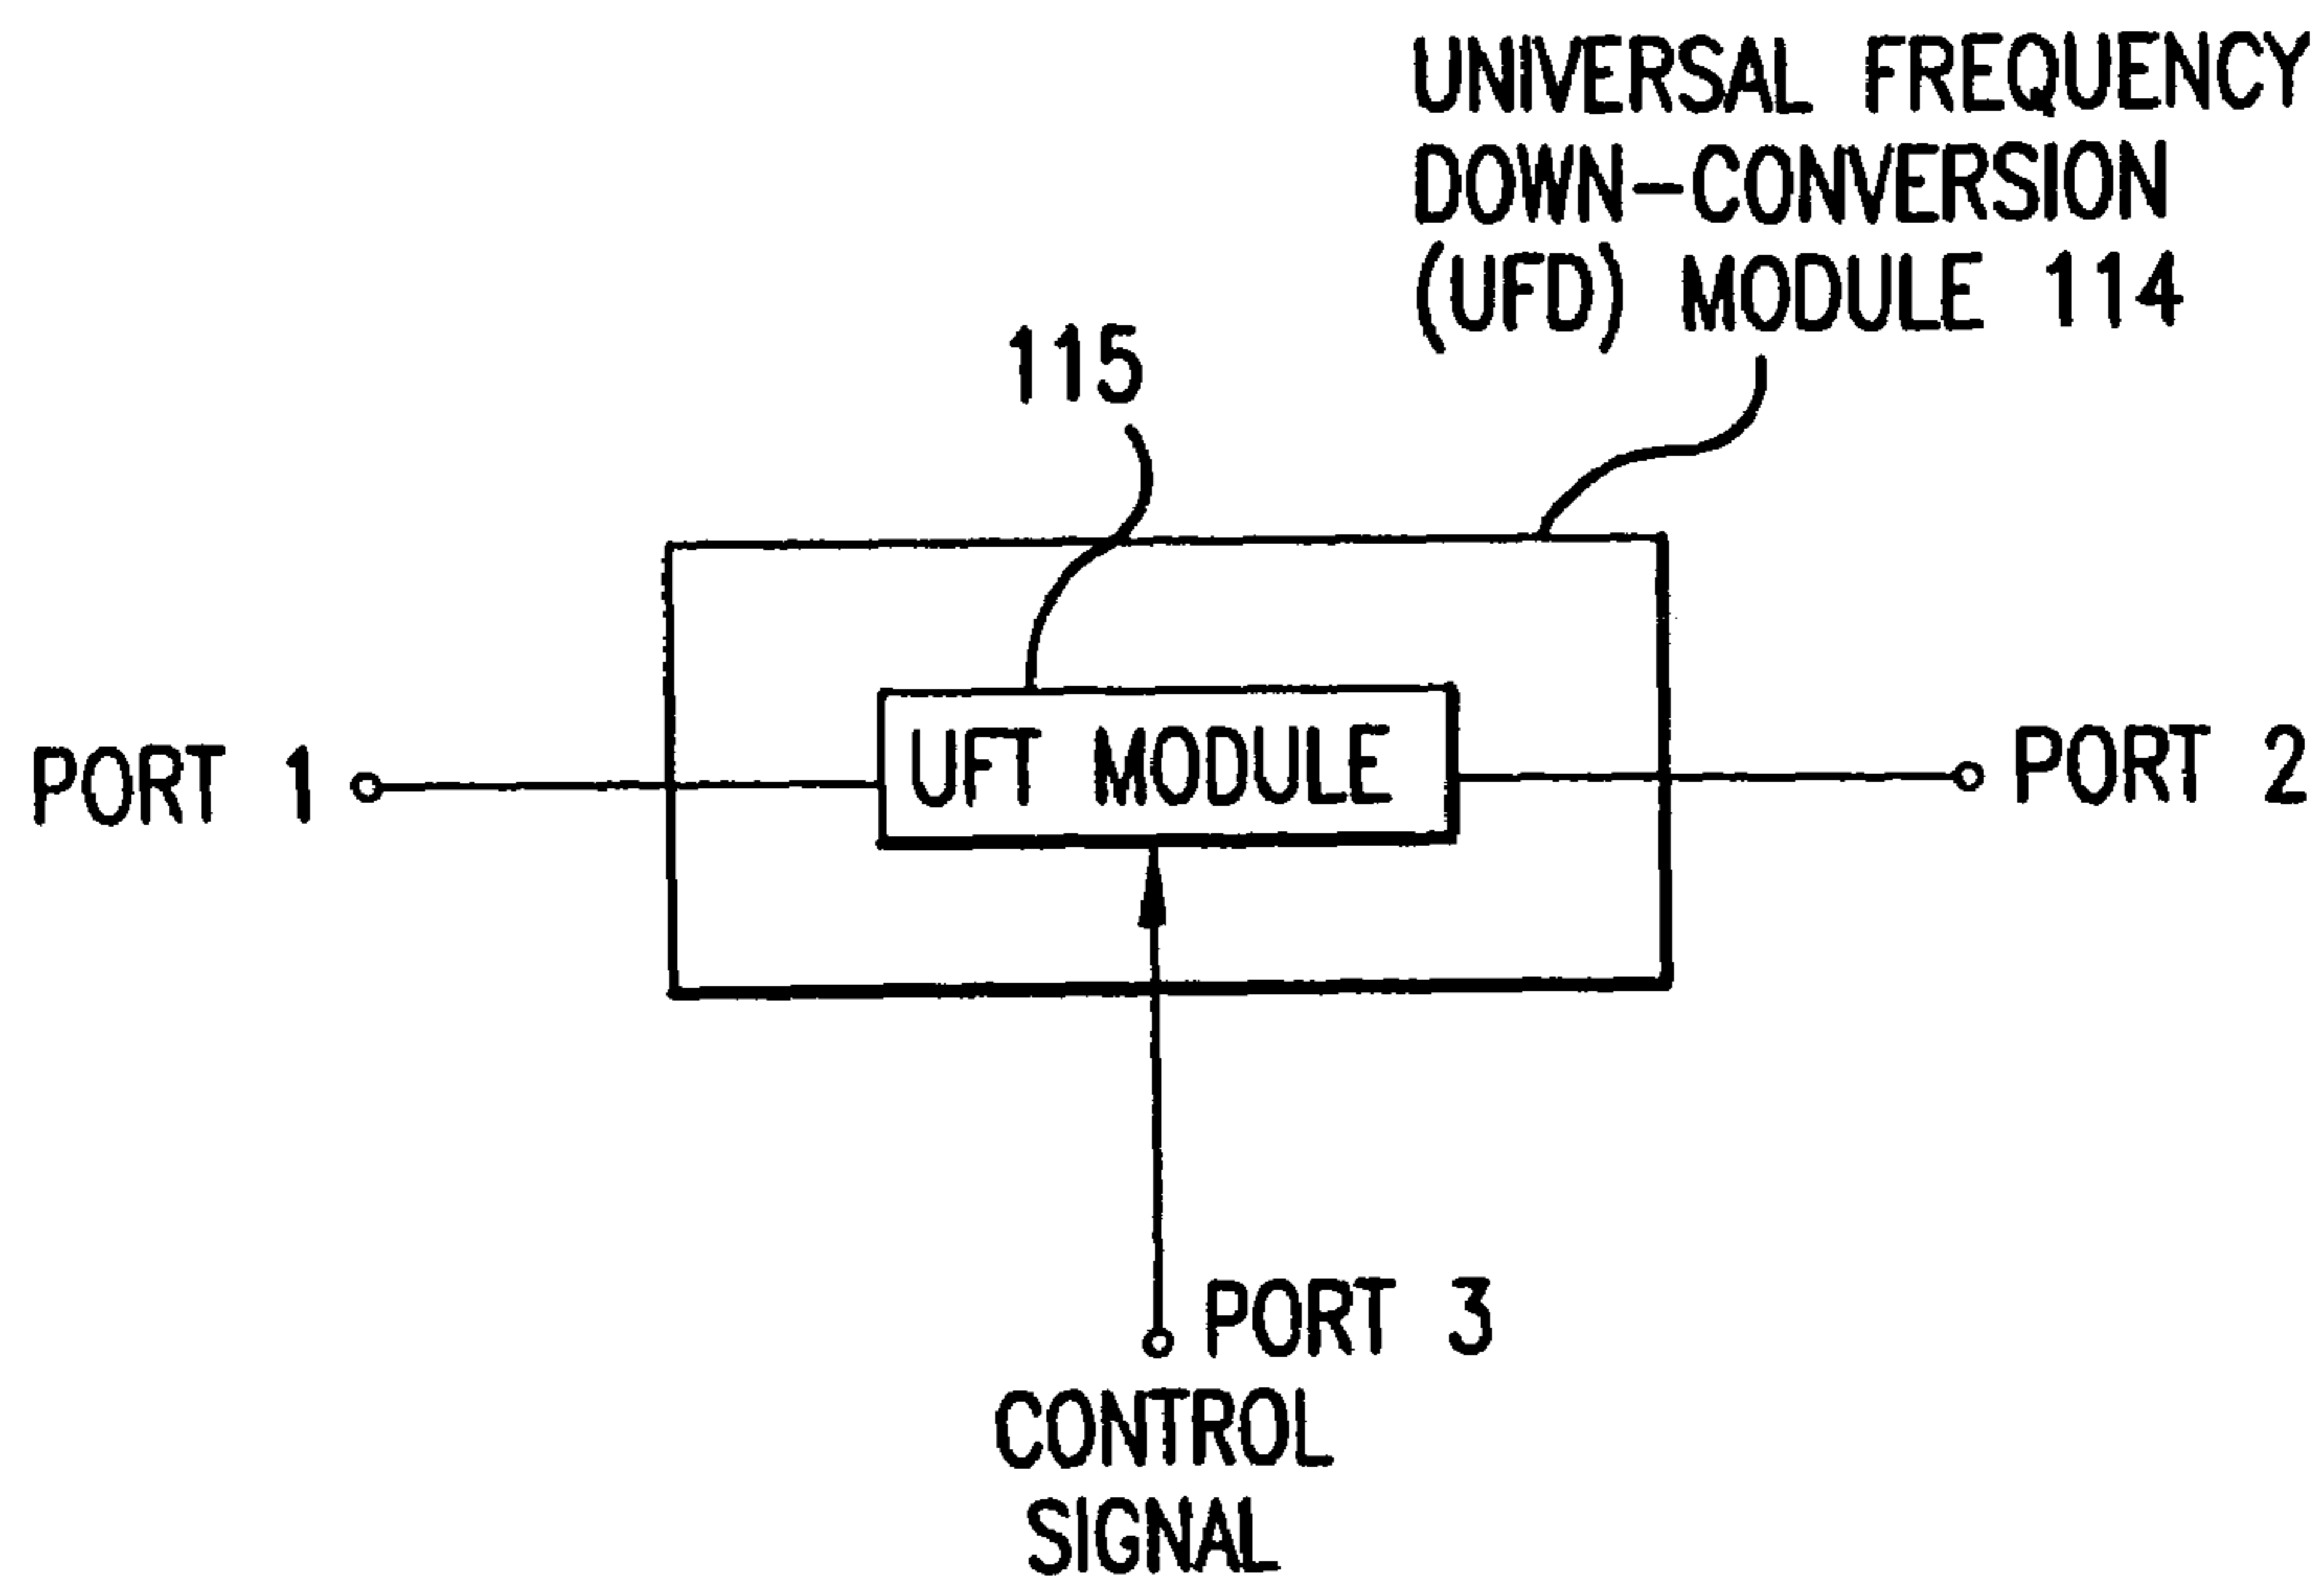 UNIVERSAL FREQUENCY
DOWN-CONVERSION
(UFD) MODULE 114
115
UFT MODULE
PORT 1
PORT 2
PORT 3
CONTROL
SIGNAL